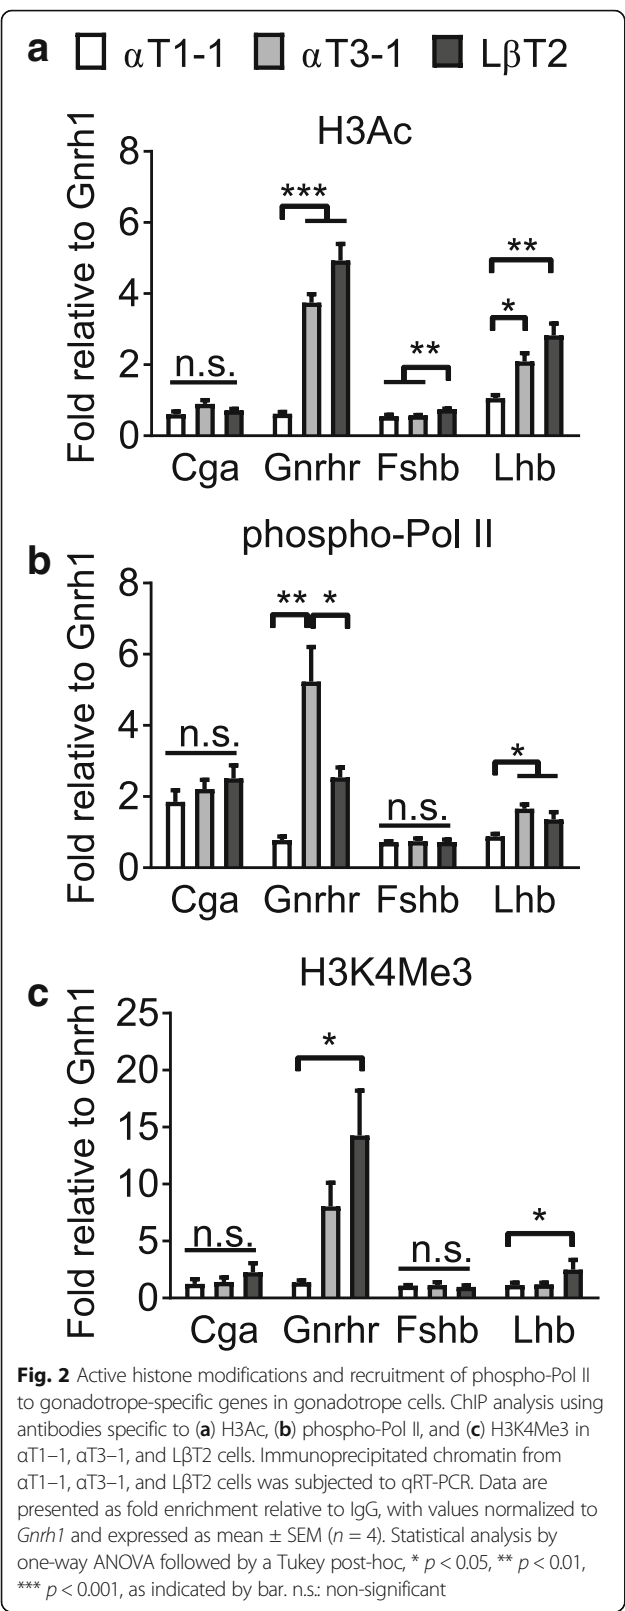 a αT1-1 αT3-1 LβT2
H3Ac
Fold relative to Gnrh1
8
6
4
2
0
***
**
*
**
n.s.
Cga Gnrhr Fshb Lhb
b
phospho-Pol II
Fold relative to Gnrh1
8
6
4
2
0
** *
n.s.
n.s.
*
Cga Gnrhr Fshb Lhb
c
H3K4Me3
Fold relative to Gnrh1
25
20
15
10
5
0
*
n.s.
n.s.
*
Cga Gnrhr Fshb Lhb
Fig. 2 Active histone modifications and recruitment of phospho-Pol II
to gonadotrope-specific genes in gonadotrope cells. ChIP analysis using
antibodies specific to (a) H3Ac, (b) phospho-Pol II, and (c) H3K4Me3 in
αT1–1, αT3–1, and LβT2 cells. Immunoprecipitated chromatin from
αT1–1, αT3–1, and LβT2 cells was subjected to qRT-PCR. Data are
presented as fold enrichment relative to IgG, with values normalized to
Gnrh1 and expressed as mean ± SEM (n = 4). Statistical analysis by
one-way ANOVA followed by a Tukey post-hoc, * p < 0.05, ** p < 0.01,
*** p < 0.001, as indicated by bar. n.s.: non-significant